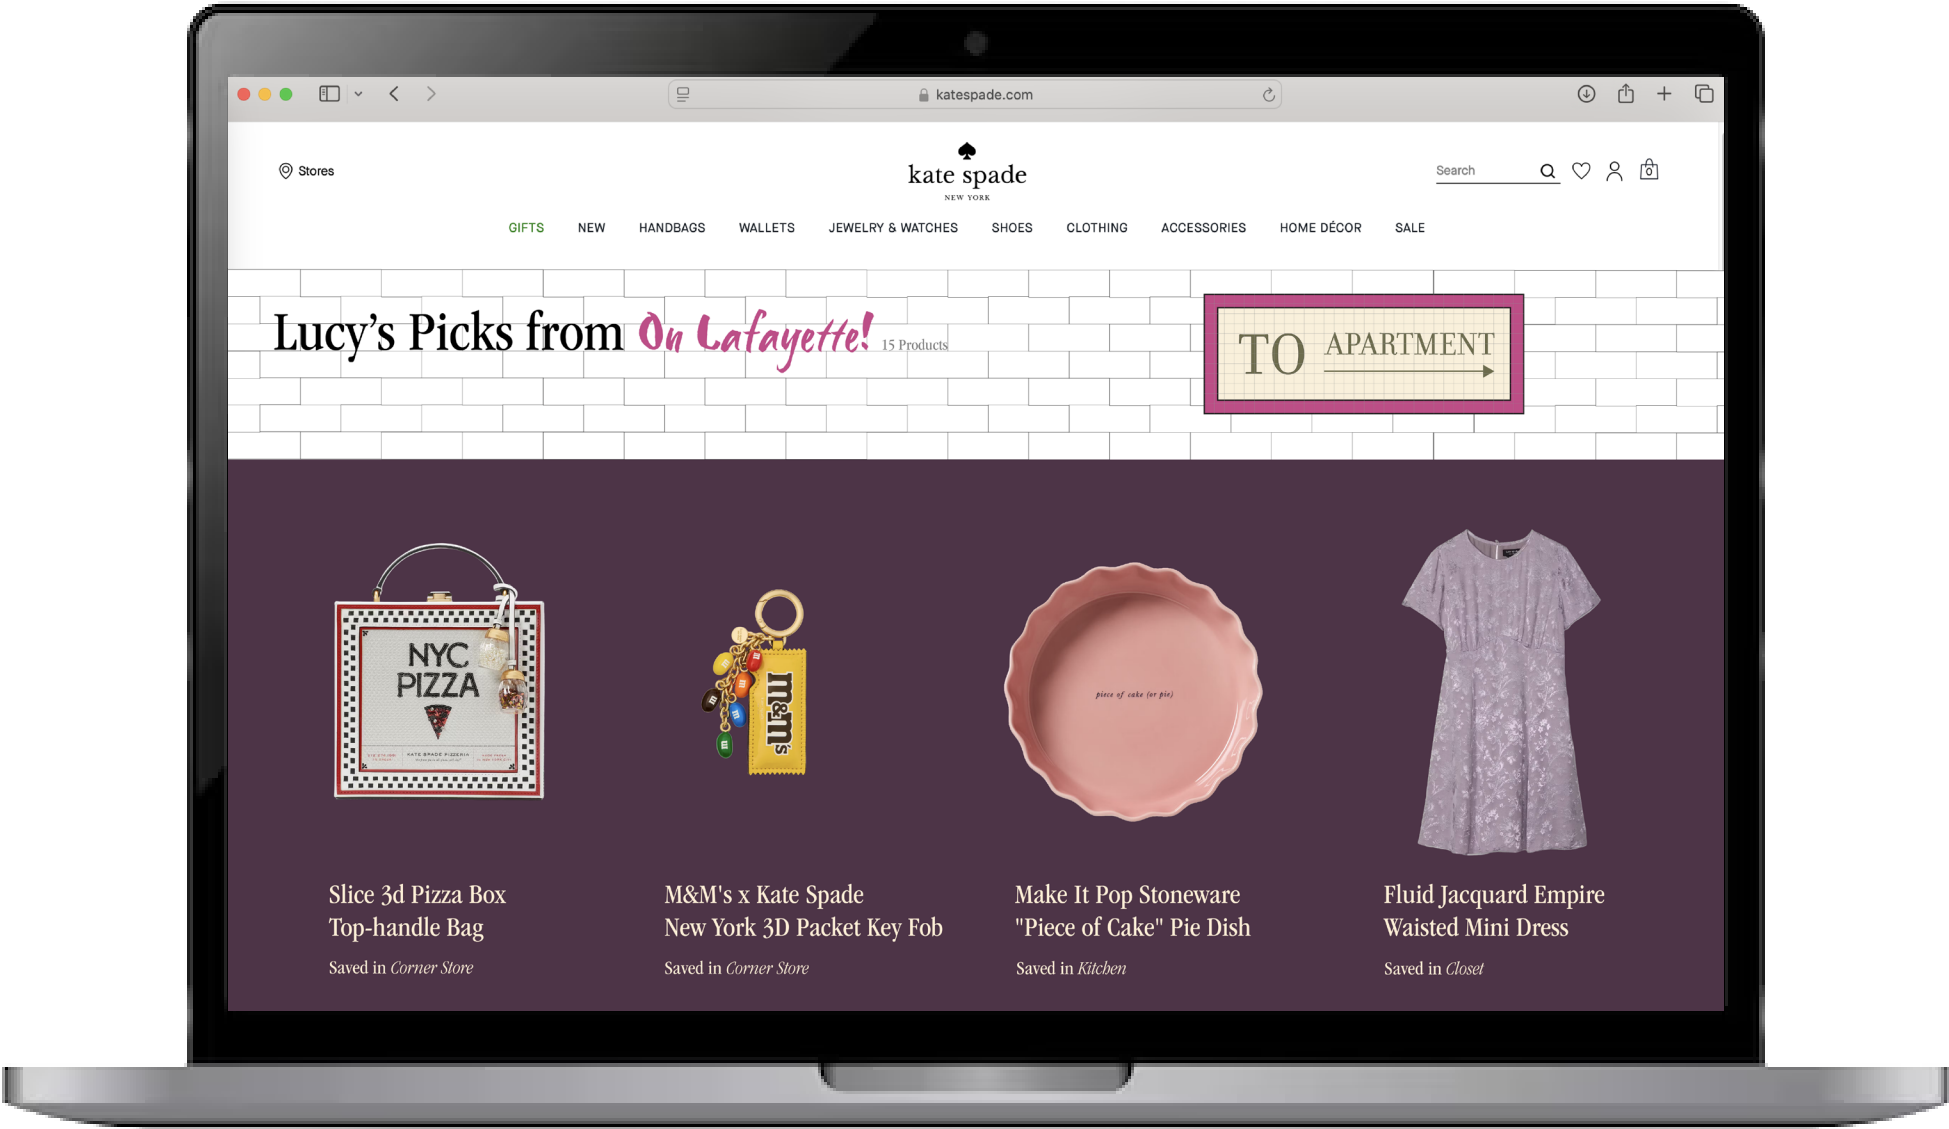 katespade.com
Stores
kate spade
NEW YORK
Search
0
GIFTS NEW HANDBAGS WALLETS JEWELRY & WATCHES SHOES CLOTHING ACCESSORIES HOME DÉCOR SALE
Lucy's Picks from On Lafayette! 15 Products
TO APARTMENT
NYC
PIZZA
KATE SPADE PIZZERIA
m
m
m
m
m
m
m&m's
piece of cake (or pie)
Slice 3d Pizza Box
Top-handle Bag
Saved in Corner Store
M&M's x Kate Spade
New York 3D Packet Key Fob
Saved in Corner Store
Make It Pop Stoneware
"Piece of Cake" Pie Dish
Saved in Kitchen
Fluid Jacquard Empire
Waisted Mini Dress
Saved in Closet